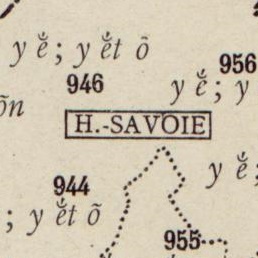 y ẹ̆́ ; y ẹ̆́t õ
956
946
y ẹ̆́ ; y
õn
H.-SAVOIE
y ẹ̆́ ;
944
; y ẹ̆́t õ
955